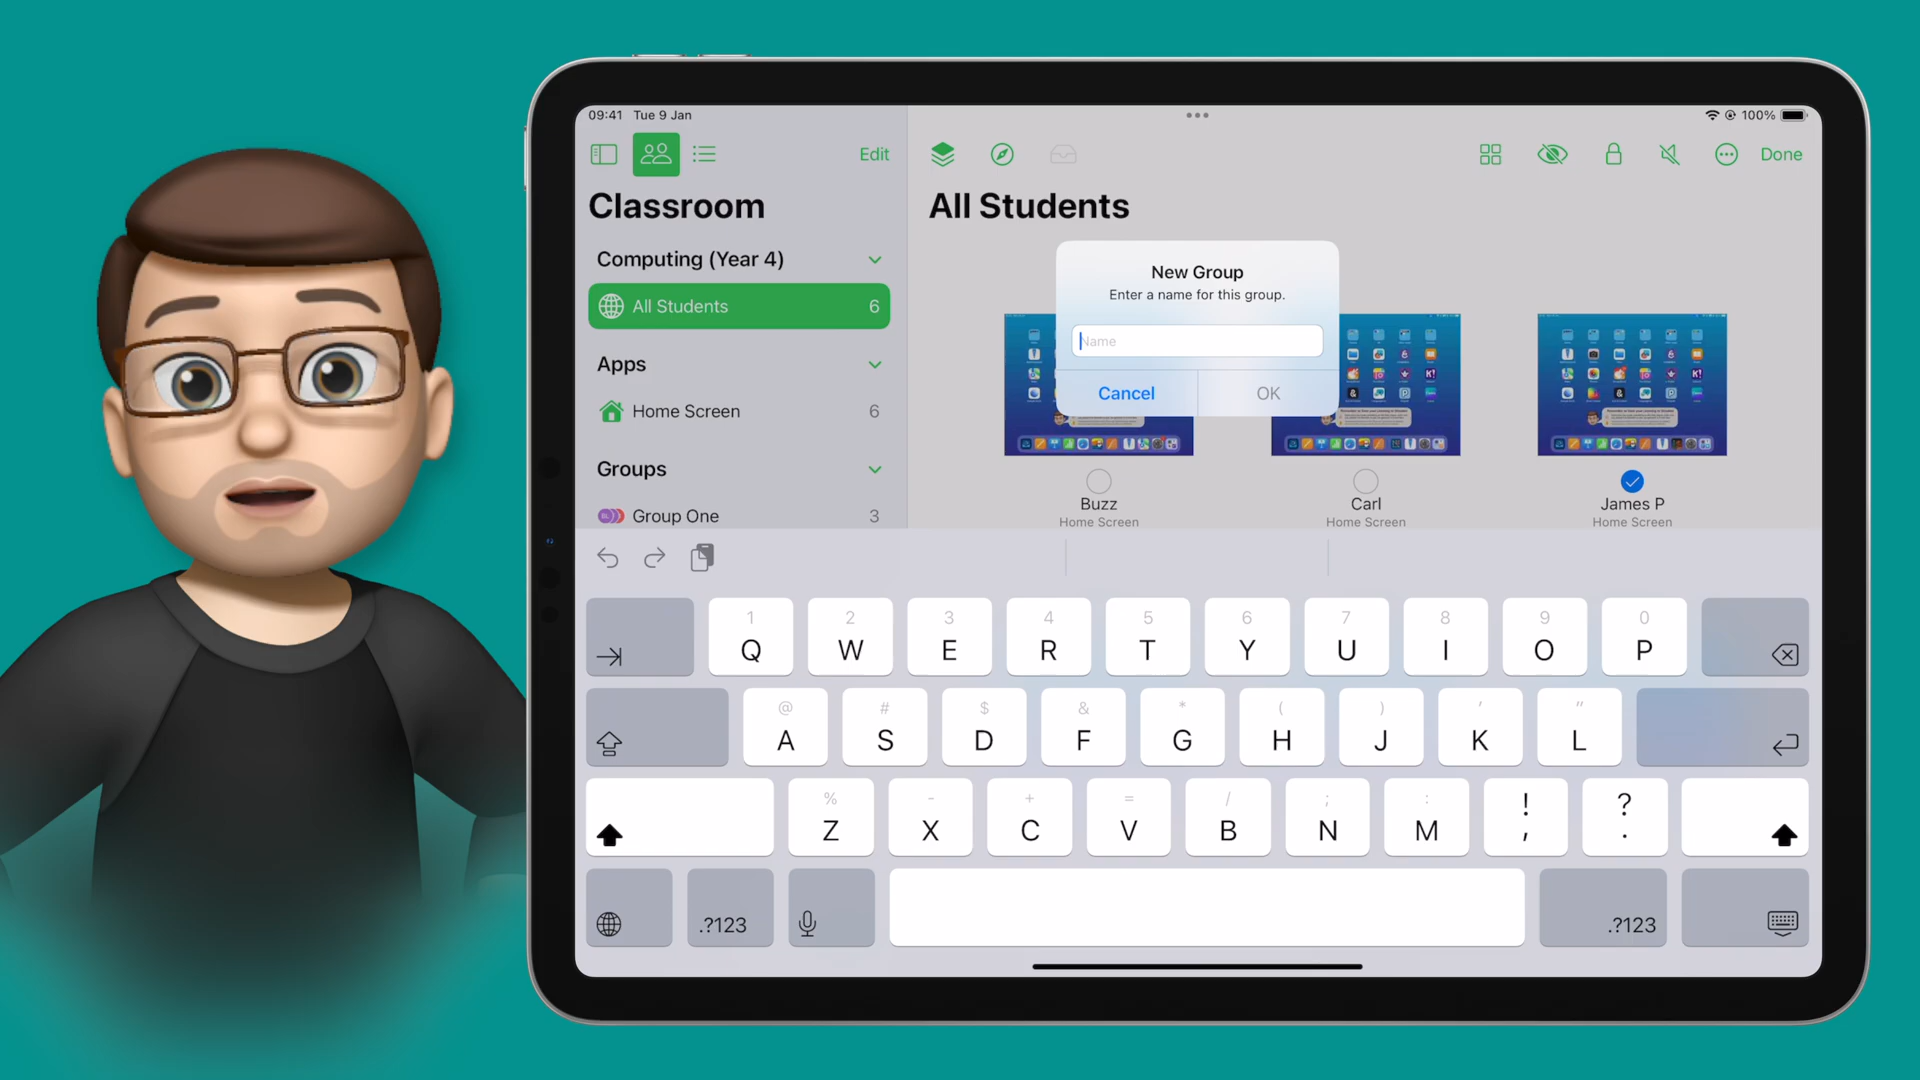 09:41 Tue 9 Jan
100%
Edit
Done
Classroom
All Students
Computing (Year 4)
All Students 6
Apps
Home Screen 6
Groups
Group One 3
New Group
Enter a name for this group.
Name
Cancel
OK
Buzz
Home Screen
Carl
Home Screen
James P
Home Screen
1 2 3 4 5 6 7 8 9 0
Q W E R T Y U I O P
@ # $ & * ( ) ' "
A S D F G H J K L
% - + = / ; : ! ?
Z X C V B N M , .
.?123
.?123